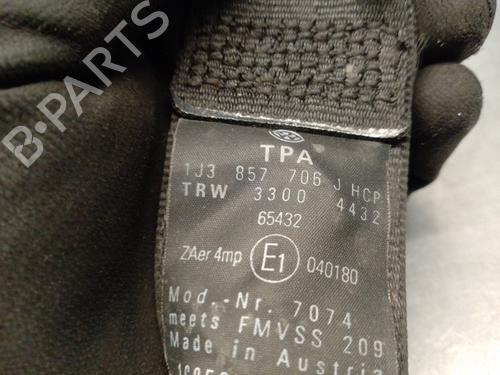 TPA
1J3 857 706 J HCP
TRW 3300 4432
65432
ZAer 4mp E1 040180
Mod.-Nr. 7074
meets FMVSS 209
Made in Austria
B-PARTS